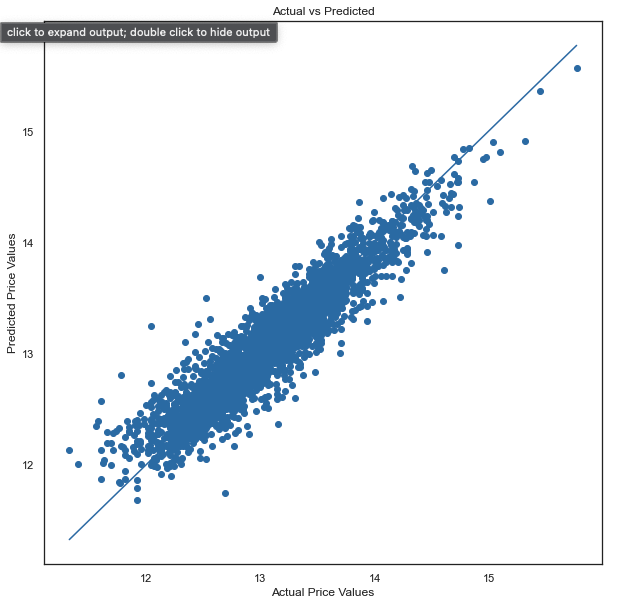 Actual vs Predicted
click to expand output; double click to hide output
15
14
13
12
Predicted Price Values
12 13 14 15
Actual Price Values